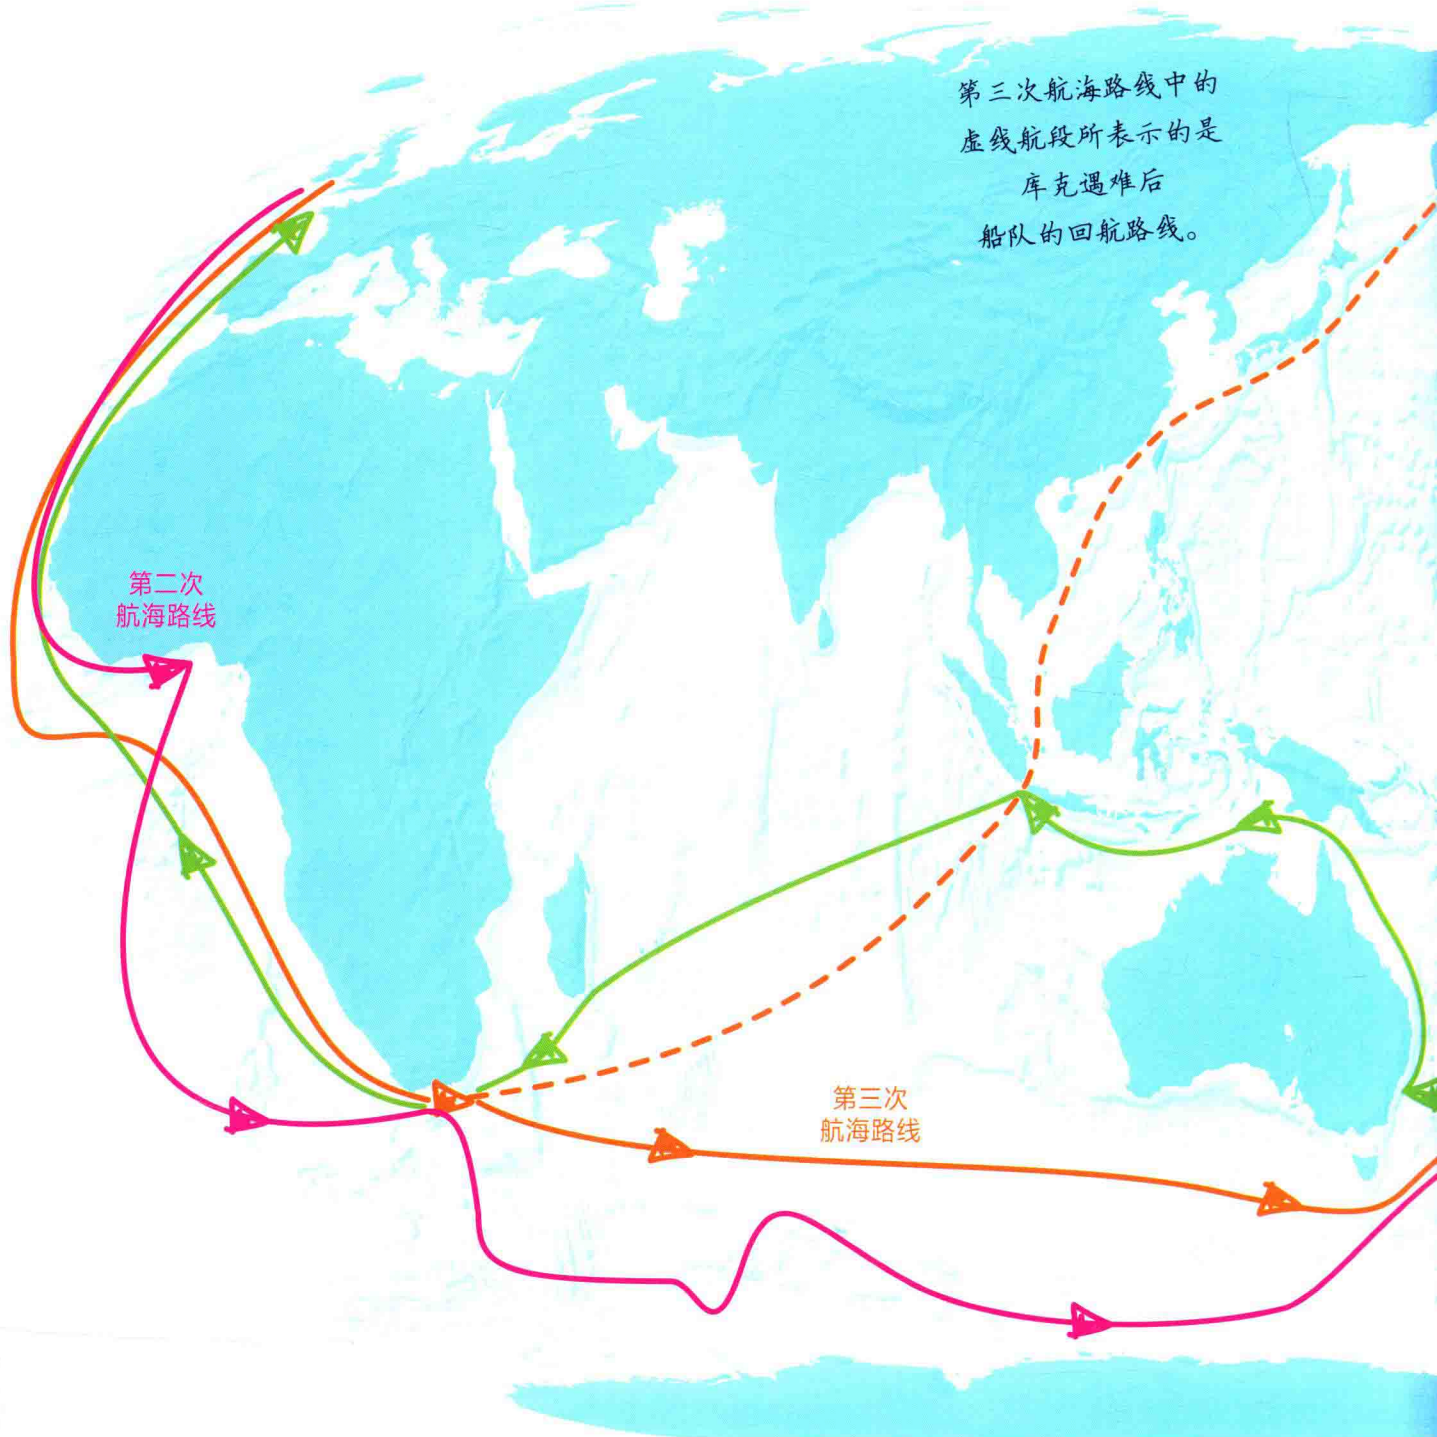 第三次航海路线中的
虚线航段所表示的是
库克遇难后
船队的回航路线。
第二次
航海路线
第三次
航海路线